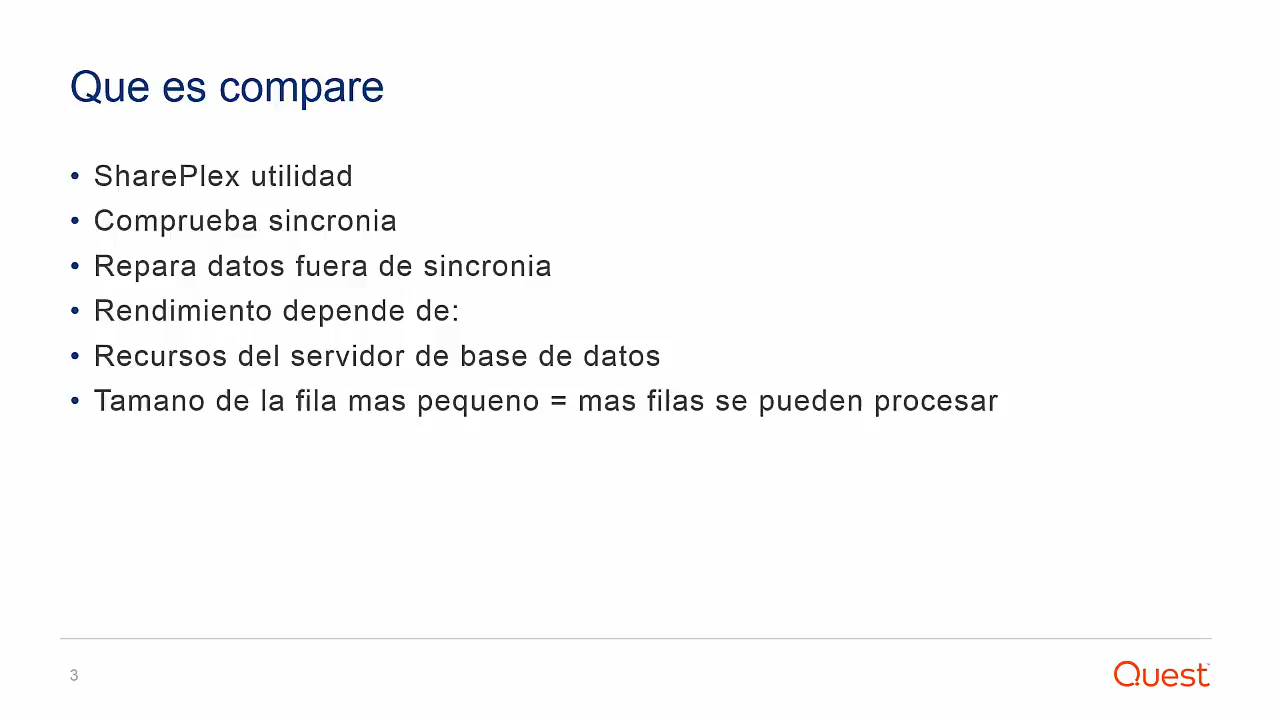 Que es compare
• SharePlex utilidad
• Comprueba sincronia
• Repara datos fuera de sincronia
• Rendimiento depende de:
• Recursos del servidor de base de datos
• Tamano de la fila mas pequeno = mas filas se pueden procesar
3
Quest